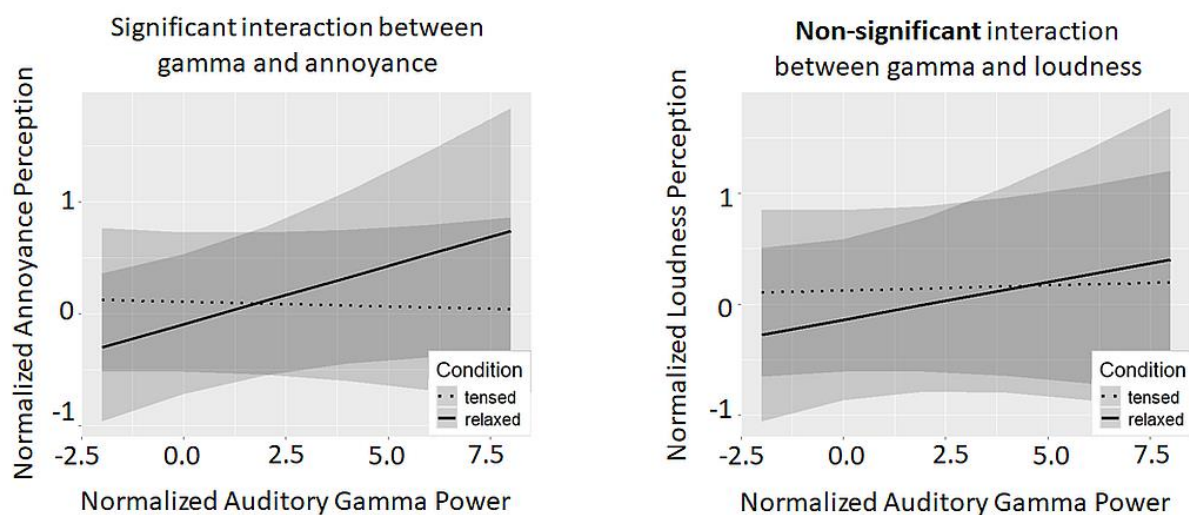 Significant interaction between
gamma and annoyance
Normalized Annoyance Perception
1
0
-1
Condition
tensed
relaxed
-2.5 0.0 2.5 5.0 7.5
Normalized Auditory Gamma Power
Non-significant interaction
between gamma and loudness
Normalized Loudness Perception
1
0
-1
Condition
tensed
relaxed
-2.5 0.0 2.5 5.0 7.5
Normalized Auditory Gamma Power